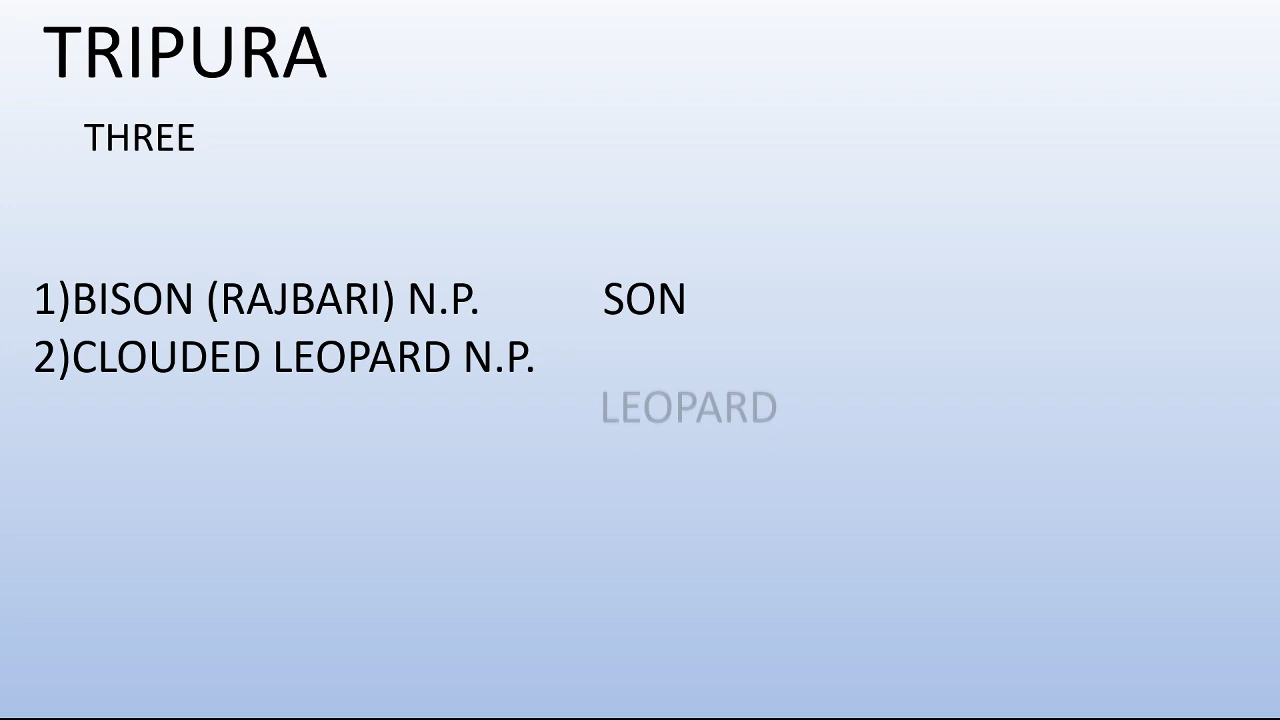 TRIPURA
THREE
1)BISON (RAJBARI) N.P. SON
2)CLOUDED LEOPARD N.P.
LEOPARD